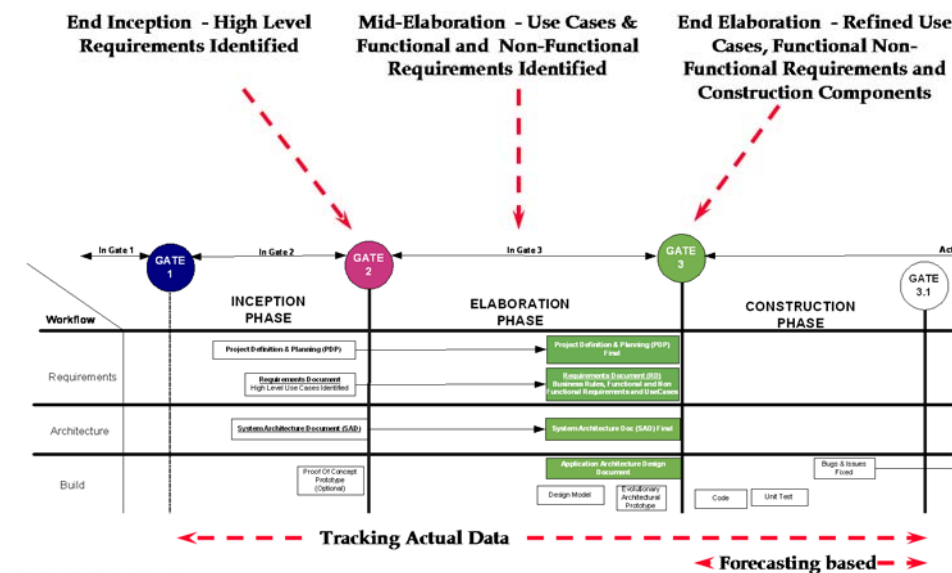 End Inception - High Level
Requirements Identified
Mid-Elaboration - Use Cases &
Functional and Non-Functional
Requirements Identified
End Elaboration - Refined Use
Cases, Functional Non-
Functional Requirements and
Construction Components
In Gate 1
GATE
1
In Gate 2
GATE
2
In Gate 3
GATE
3
Act
GATE
3.1
INCEPTION
PHASE
ELABORATION
PHASE
CONSTRUCTION
PHASE
Workflow
Requirements
Project Definition & Planning (PDP)
Project Definition & Planning (PDP)
Final
Requirements Document
High Level Use Cases Identified
Requirements Document (RD)
Business Rules, Functional and Non
Functional Requirements and UseCases
Architecture
System Architecture Document (SAD)
System Architecture Doc (SAD) Final
Build
Proof Of Concept
Prototype
(Optional)
Application Architecture Design
Document
Design Model
Evolutionary
Architectural
Prototype
Code
Unit Test
Bugs & Issues
Fixed
Tracking Actual Data
Forecasting based